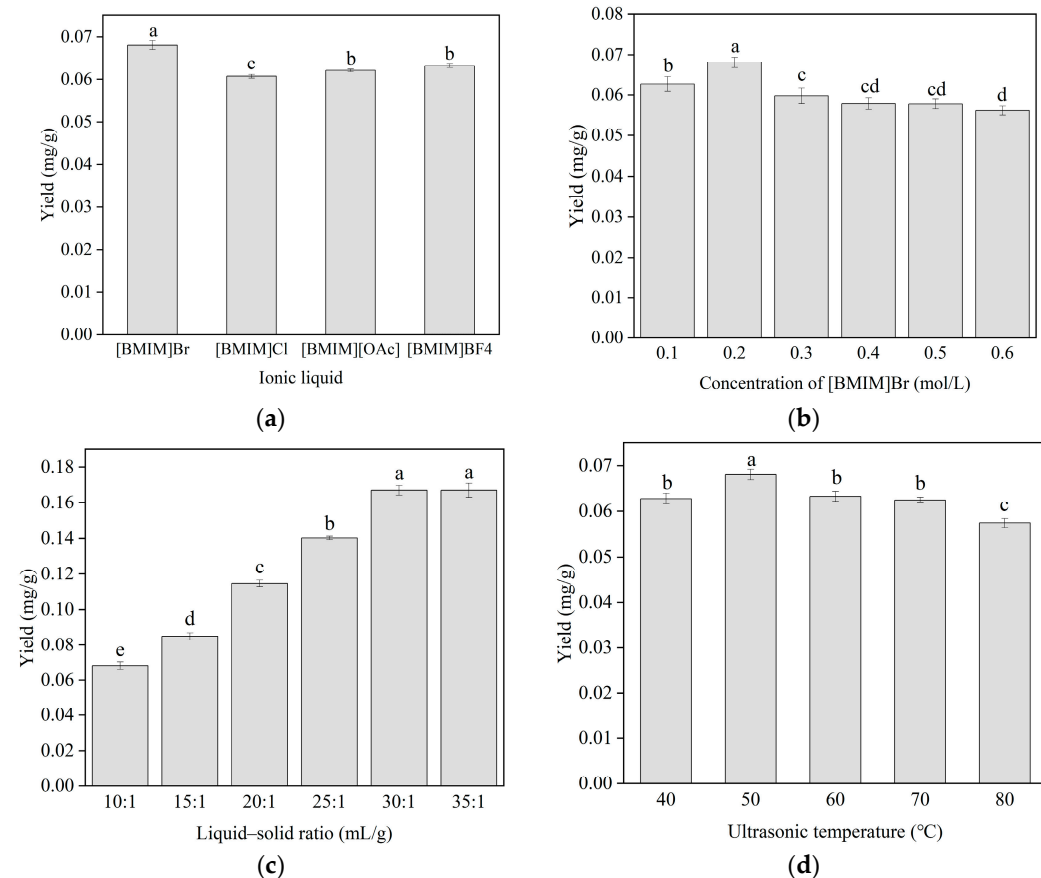 0.07
0.06
0.05
0.04
0.03
0.02
0.01
0.00
Yield (mg/g)
a
c
b
b
[BMIM]Br
[BMIM]Cl
[BMIM][OAc]
[BMIM]BF4
Ionic liquid
(a)
0.08
0.07
0.06
0.05
0.04
0.03
0.02
0.01
0.00
Yield (mg/g)
b
a
c
cd
cd
d
0.1
0.2
0.3
0.4
0.5
0.6
Concentration of [BMIM]Br (mol/L)
(b)
0.18
0.16
0.14
0.12
0.10
0.08
0.06
0.04
0.02
0.00
Yield (mg/g)
e
d
c
b
a
a
10:1
15:1
20:1
25:1
30:1
35:1
Liquid–solid ratio (mL/g)
(c)
0.07
0.06
0.05
0.04
0.03
0.02
0.01
0.00
Yield (mg/g)
b
a
b
b
c
40
50
60
70
80
Ultrasonic temperature (℃)
(d)